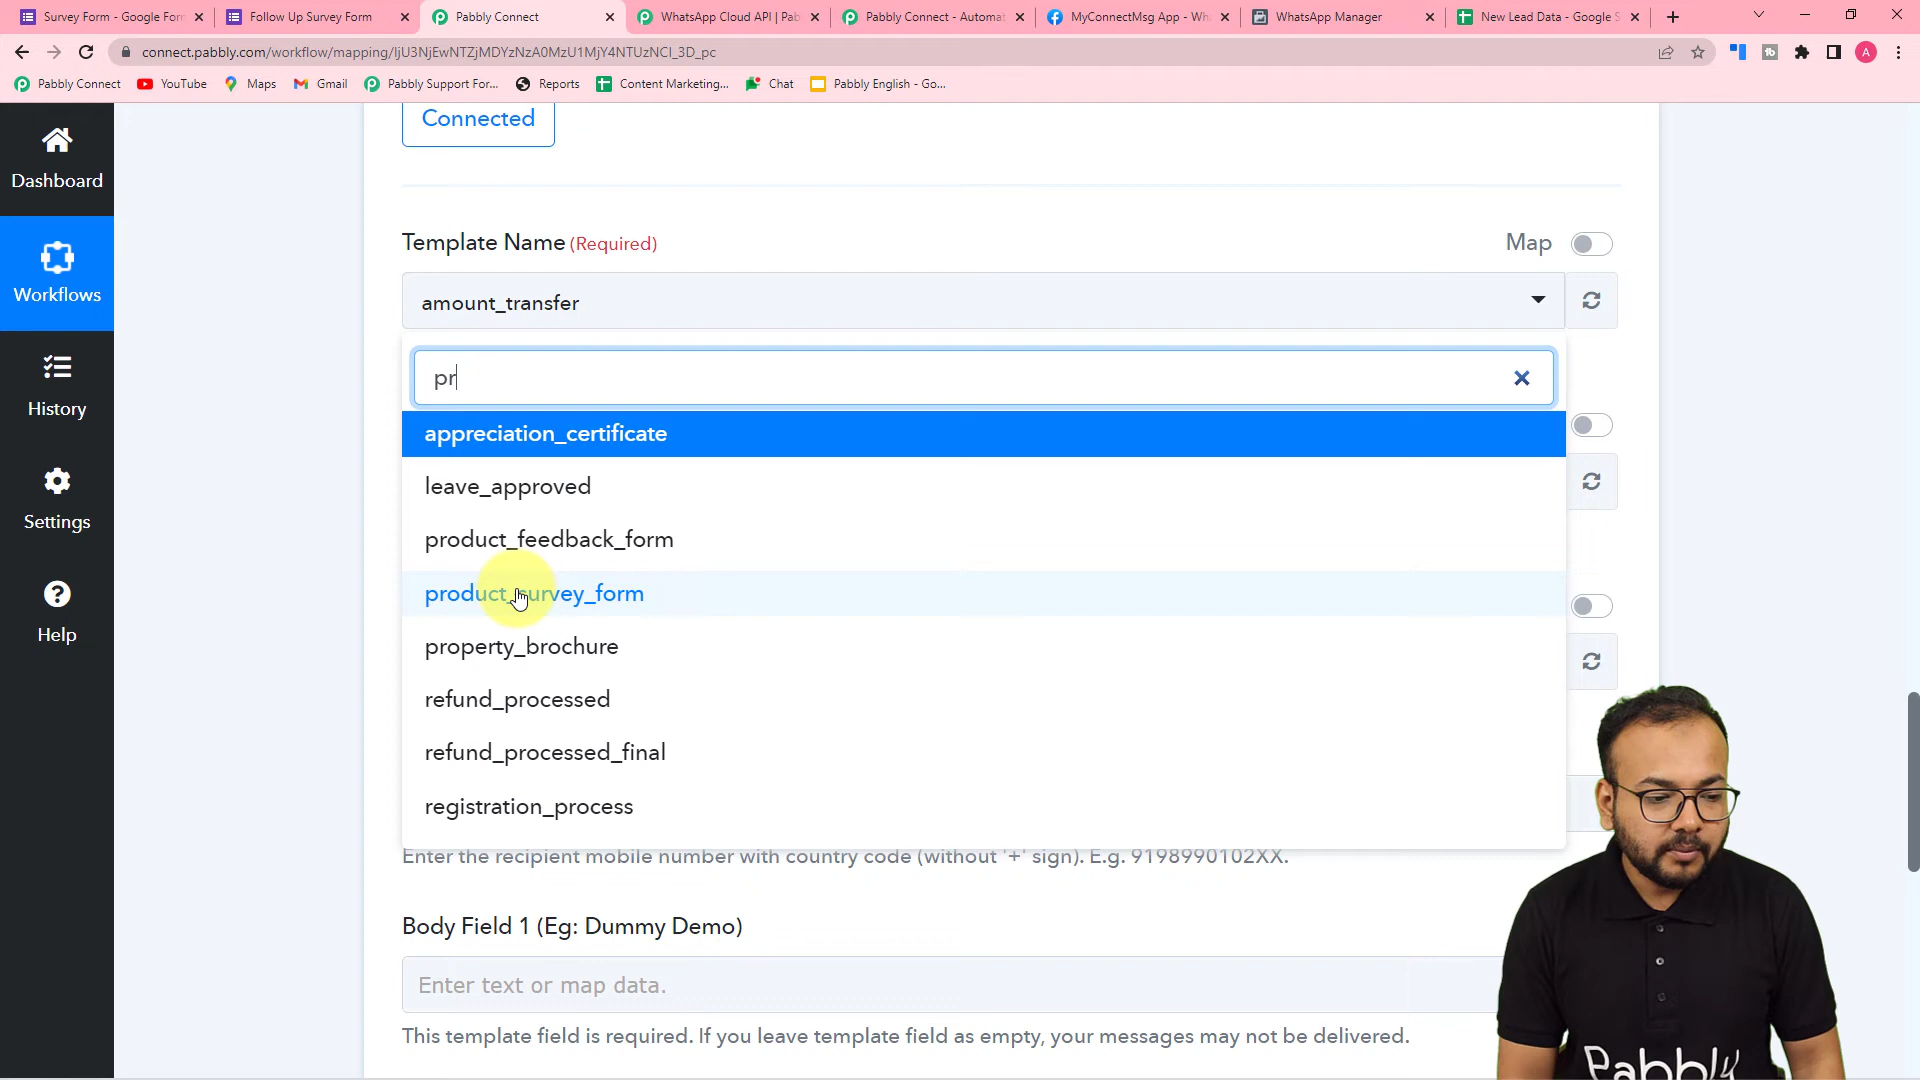 Survey Form - Google For
Follow Up Survey Form
Pabbly Connect
WhatsApp Cloud API | Pab
Pabbly Connect - Automat
MyConnectMsg App - Wh
WhatsApp Manager
New Lead Data - Google S
connect.pabbly.com/workflow/mapping/IjU3NjEwNTZjMDYzNzA0MzU1MjY4NTUzNCI_3D_pc
A
Pabbly Connect
YouTube
Maps
Gmail
Pabbly Support For...
Reports
Content Marketing...
Chat
Pabbly English - Go...
Connected
Dashboard
Template Name (Required)
Map
Workflows
amount_transfer
pr
History
appreciation_certificate
leave_approved
Settings
product_feedback_form
product_survey_form
Help
property_brochure
refund_processed
refund_processed_final
registration_process
Enter the recipient mobile number with country code (without '+' sign). E.g. 9198990102XX.
Body Field 1 (Eg: Dummy Demo)
Enter text or map data.
This template field is required. If you leave template field as empty, your messages may not be delivered.
Pabbly